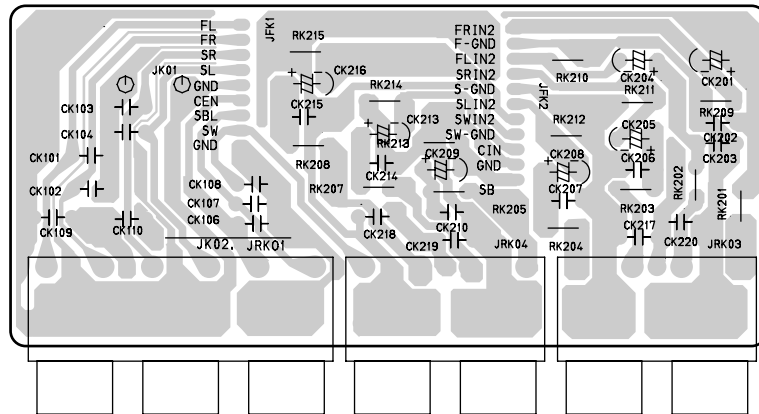 FL
FR
SR
SL
GND
CEN
SBL
SW
GND
JFK1
JK01
CK103
CK104
CK101
CK102
CK109
CK110
CK108
CK107
CK106
JK02, JRK01
RK215
CK216
CK215
RK208
RK207
RK214
CK213
RK213
CK214
CK218
CK209
CK210
CK219
FRIN2
F-GND
FLIN2
SRIN2
S-GND
SLIN2
SWIN2
SW-GND
CIN
GND
SB
JFK2
RK205
JRK04
RK210
RK212
CK208
CK207
RK204
CK204
RK211
CK205
CK206
RK203
CK217
CK201
RK209
CK202
CK203
RK202
RK201
CK220
JRK03